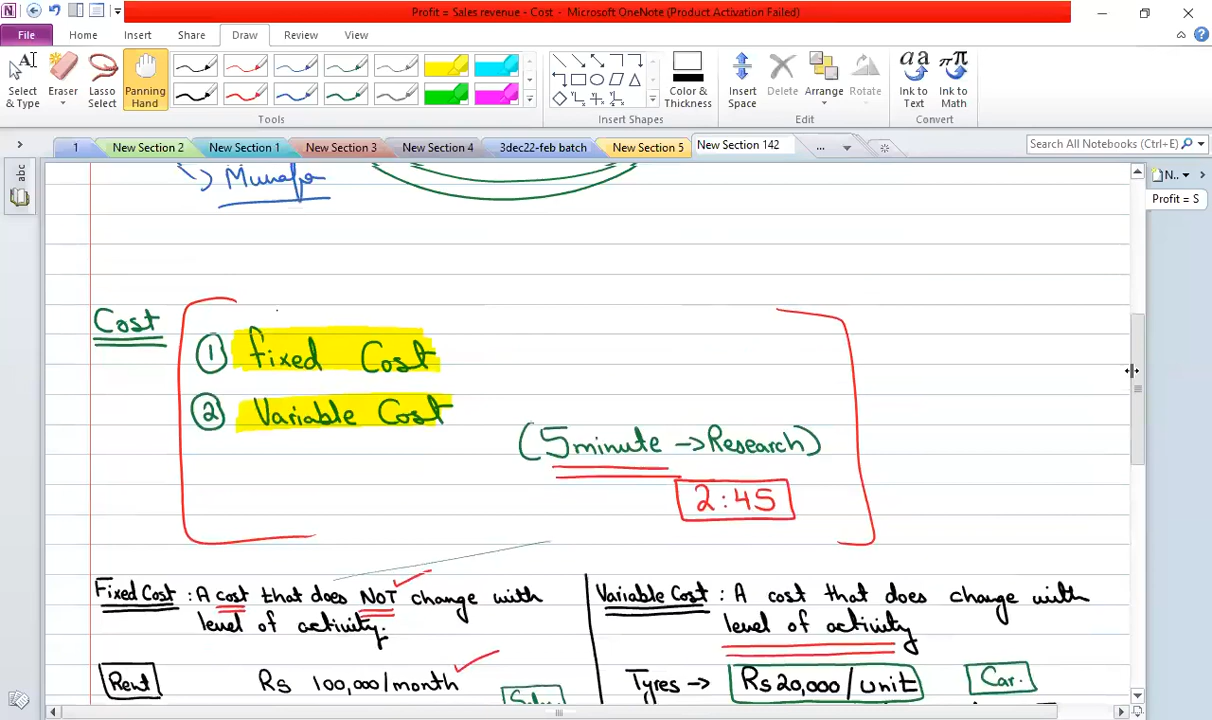 Profit = Sales revenue - Cost - Microsoft OneNote (Product Activation Failed)
File Home Insert Share Draw Review View
Select & Type
Eraser
Lasso Select
Panning Hand
Color & Thickness
Insert Space
Delete
Arrange
Rotate
Ink to Text
Ink to Math
Tools
Insert Shapes
Edit
Convert
1 New Section 2 New Section 1 New Section 3 New Section 4 3dec22-feb batch New Section 5 New Section 142 ... Search All Notebooks (Ctrl+E)
abc
N..
Profit = S
Munafa
Cost
① Fixed Cost
② Variable Cost
(5 minute → Research)
2:45
Fixed Cost : A cost that does NOT change with
level of activity.
Variable Cost : A cost that does change with
level of activity
Rent Rs 100,000/month
Tyres → Rs 20,000/unit Car.